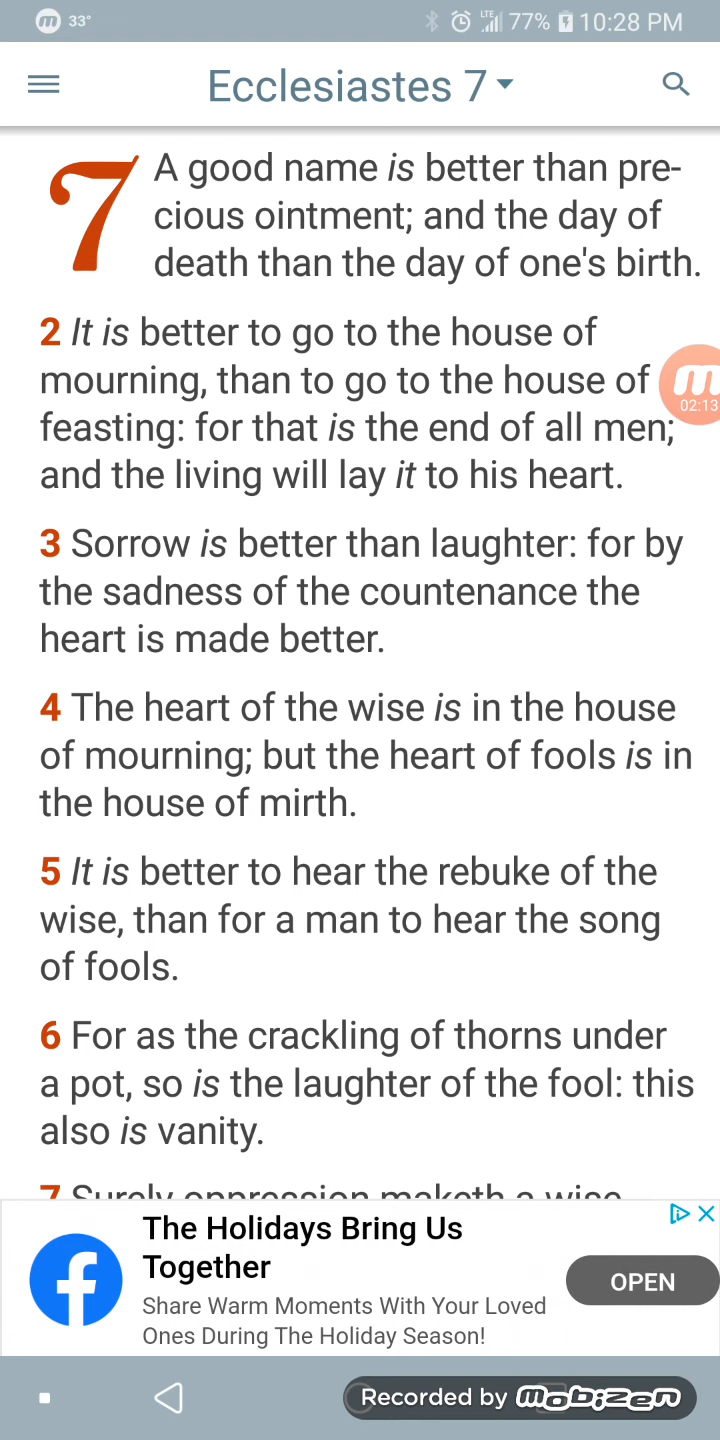 m 33° LTE 77% 10:28 PM
Ecclesiastes 7
7 A good name is better than pre-
cious ointment; and the day of
death than the day of one's birth.
2 It is better to go to the house of
mourning, than to go to the house of
m
02:13
feasting: for that is the end of all men;
and the living will lay it to his heart.
3 Sorrow is better than laughter: for by
the sadness of the countenance the
heart is made better.
4 The heart of the wise is in the house
of mourning; but the heart of fools is in
the house of mirth.
5 It is better to hear the rebuke of the
wise, than for a man to hear the song
of fools.
6 For as the crackling of thorns under
a pot, so is the laughter of the fool: this
also is vanity.
7 Surely oppression maketh a wise
The Holidays Bring Us
Together
Share Warm Moments With Your Loved
Ones During The Holiday Season!
OPEN
Recorded by mobizen